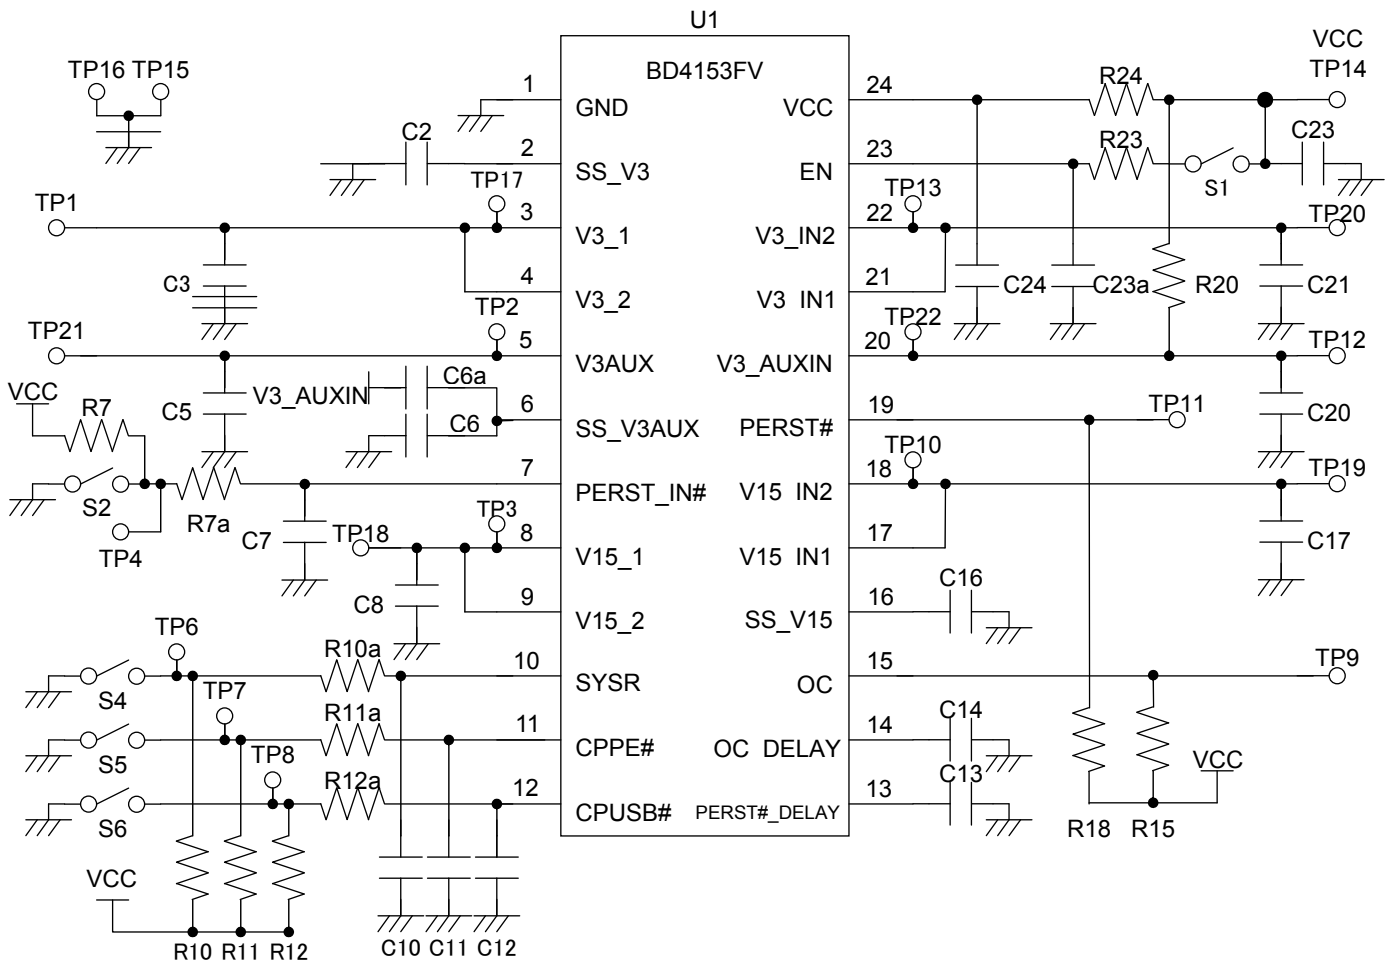 U1
BD4153FV
VCC
TP14
TP16 TP15
1 GND
24 VCC
R24
C2
2 SS_V3
23 EN
R23
S1
C23
TP17
TP1
3 V3_1
TP13
22 V3_IN2
TP20
C3
4 V3_2
21 V3 IN1
C24
C23a
R20
C21
TP21
TP2
5 V3AUX
TP22
20 V3_AUXIN
TP12
VCC
R7
C5
V3_AUXIN
C6a
C6
6 SS_V3AUX
19 PERST#
TP11
C20
S2
TP4
R7a
7 PERST_IN#
TP10
18 V15 IN2
TP19
C7
TP18
TP3
8 V15_1
17 V15 IN1
C17
C8
9 V15_2
C16
16 SS_V15
TP6
S4
R10a
10 SYSR
15 OC
TP9
TP7
S5
R11a
11 CPPE#
14 OC DELAY
C14
TP8
S6
R12a
12 CPUSB#
13 PERST#_DELAY
C13
VCC
R18 R15
VCC
R10 R11 R12
C10 C11 C12